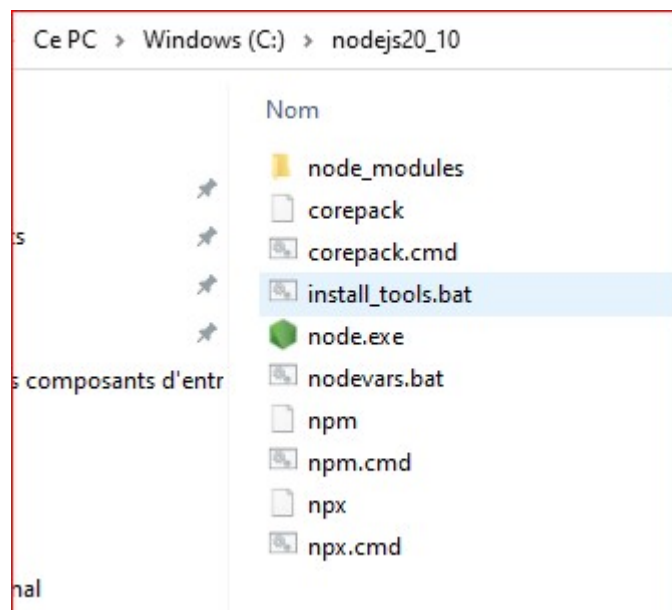 Ce PC > Windows (C:) > nodejs20_10
Nom
node_modules
corepack
corepack.cmd
install_tools.bat
node.exe
s composants d'entr
nodevars.bat
npm
npm.cmd
npx
npx.cmd